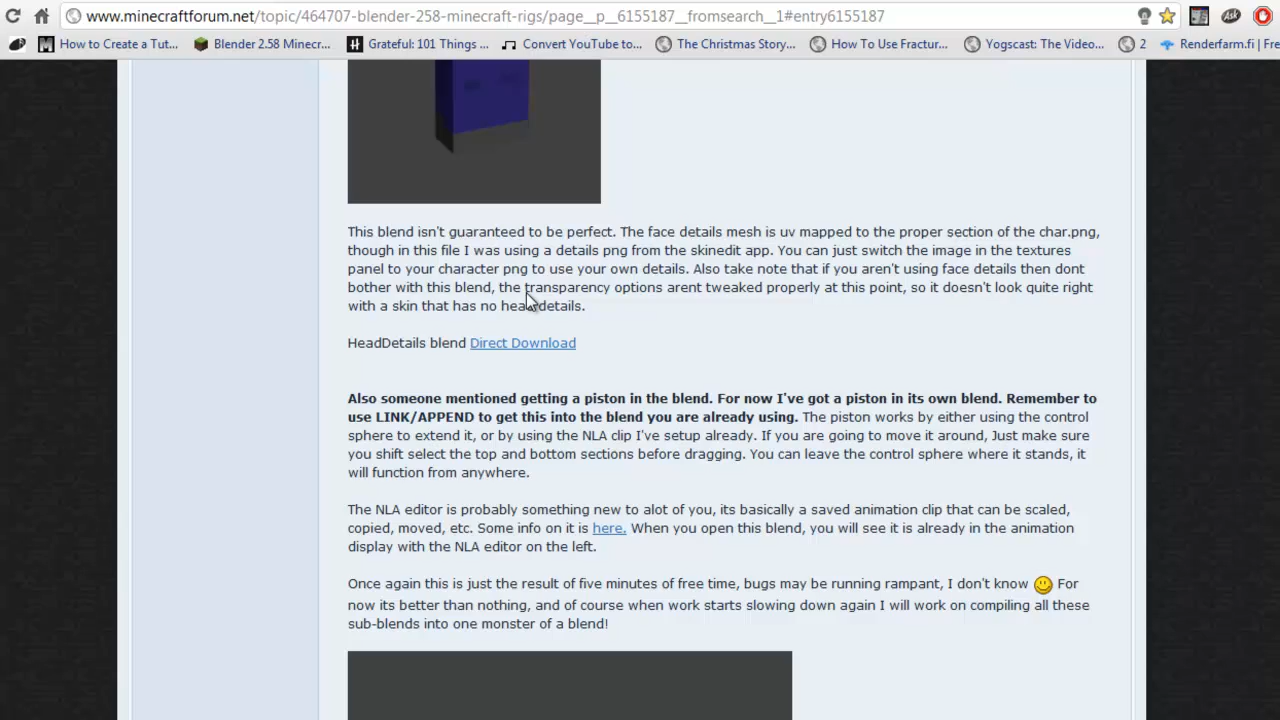 www.minecraftforum.net/topic/464707-blender-258-minecraft-rigs/page__p__6155187__fromsearch__1#entry6155187
How to Create a Tut... Blender 2.58 Minecr... Grateful: 101 Things ... Convert YouTube to... The Christmas Story... How To Use Fractur... Yogscast: The Video... 2 Renderfarm.fi | Fre
This blend isn't guaranteed to be perfect. The face details mesh is uv mapped to the proper section of the char.png,
though in this file I was using a details png from the skinedit app. You can just switch the image in the textures
panel to your character png to use your own details. Also take note that if you aren't using face details then dont
bother with this blend, the transparency options arent tweaked properly at this point, so it doesn't look quite right
with a skin that has no head details.
HeadDetails blend Direct Download
Also someone mentioned getting a piston in the blend. For now I've got a piston in its own blend. Remember to
use LINK/APPEND to get this into the blend you are already using. The piston works by either using the control
sphere to extend it, or by using the NLA clip I've setup already. If you are going to move it around, Just make sure
you shift select the top and bottom sections before dragging. You can leave the control sphere where it stands, it
will function from anywhere.
The NLA editor is probably something new to alot of you, its basically a saved animation clip that can be scaled,
copied, moved, etc. Some info on it is here. When you open this blend, you will see it is already in the animation
display with the NLA editor on the left.
Once again this is just the result of five minutes of free time, bugs may be running rampant, I don't know For
now its better than nothing, and of course when work starts slowing down again I will work on compiling all these
sub-blends into one monster of a blend!